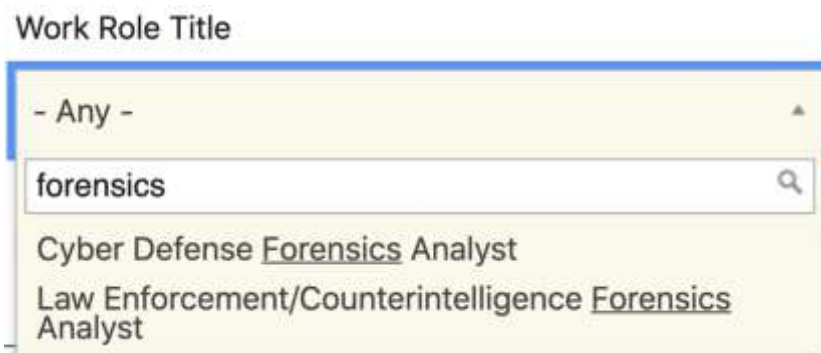 Work Role Title
- Any -
forensics
Cyber Defense Forensics Analyst
Law Enforcement/Counterintelligence Forensics
Analyst